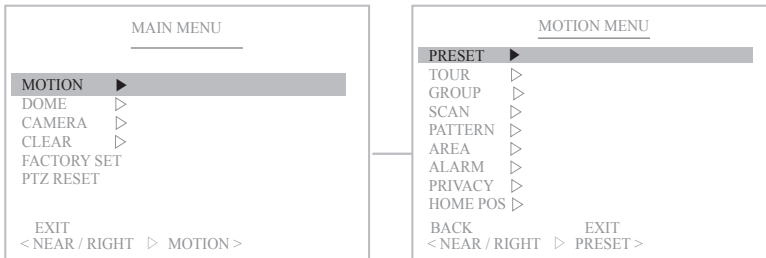 MAIN MENU
MOTION ▶
DOME ▷
CAMERA ▷
CLEAR ▷
FACTORY SET
PTZ RESET
EXIT
< NEAR / RIGHT ▷ MOTION >
MOTION MENU
PRESET ▶
TOUR ▷
GROUP ▷
SCAN ▷
PATTERN ▷
AREA ▷
ALARM ▷
PRIVACY ▷
HOME POS ▷
BACK EXIT
< NEAR / RIGHT ▷ PRESET >